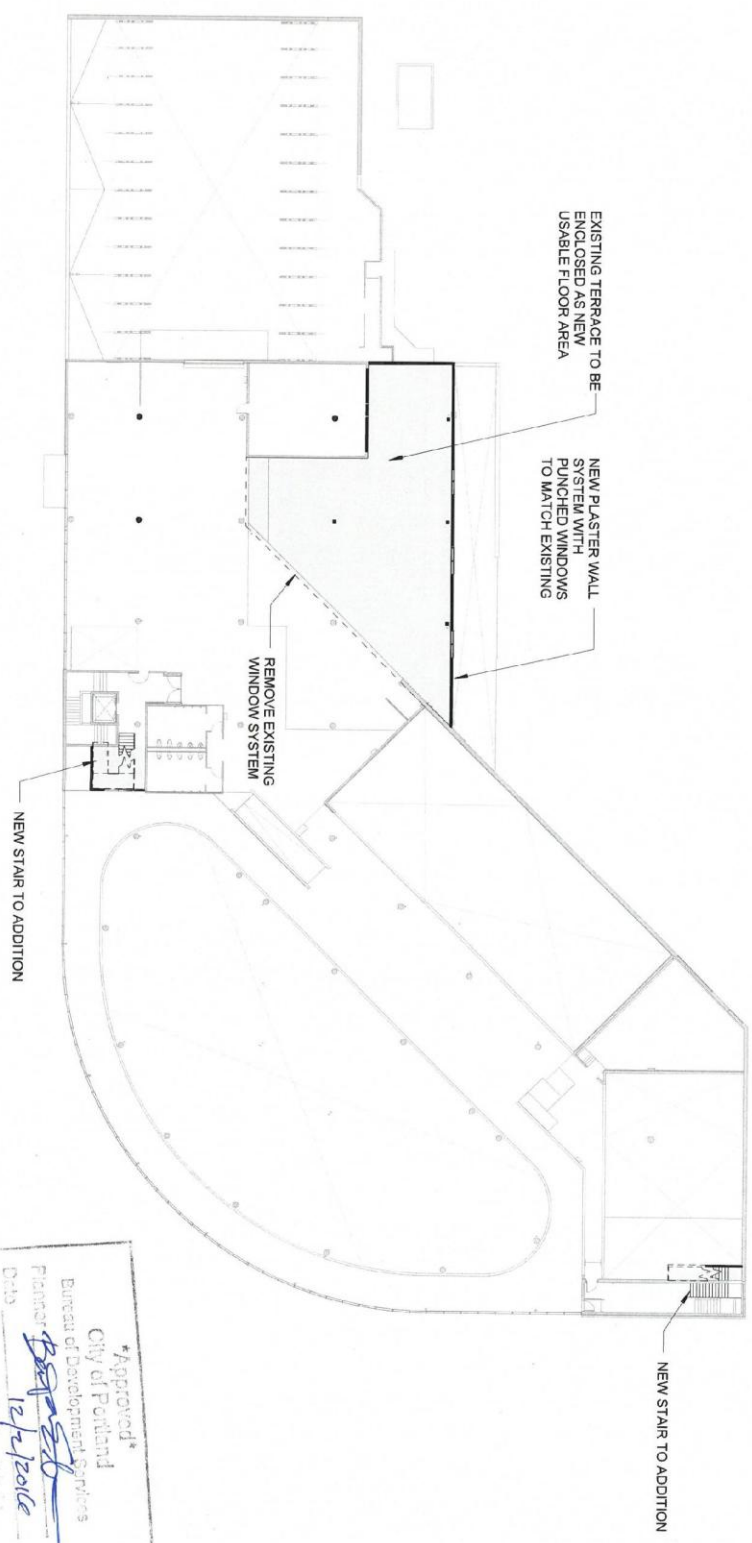 EXISTING TERRACE TO BE
ENCLOSED AS NEW
USABLE FLOOR AREA
NEW PLASTER WALL
SYSTEM WITH
PUNCHED WINDOWS
TO MATCH EXISTING
REMOVE EXISTING
WINDOW SYSTEM
NEW STAIR TO ADDITION
NEW STAIR TO ADDITION
*Approved*
City of Portland
Bureau of Development Services
Planner
Date 12/2/2016